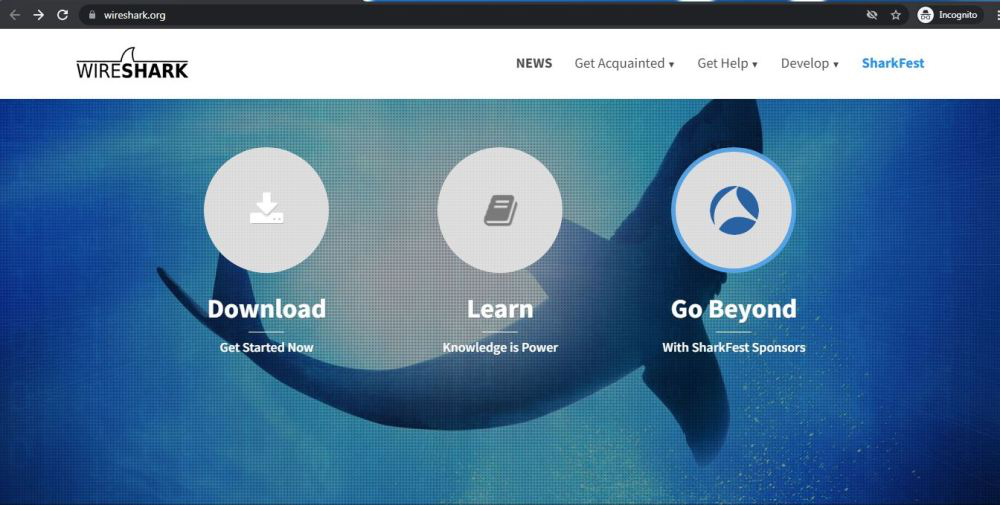 wireshark.org
Incognito
WIRESHARK
NEWS Get Acquainted ▾ Get Help ▾ Develop ▾ SharkFest
Download Learn Go Beyond
Get Started Now Knowledge is Power With SharkFest Sponsors